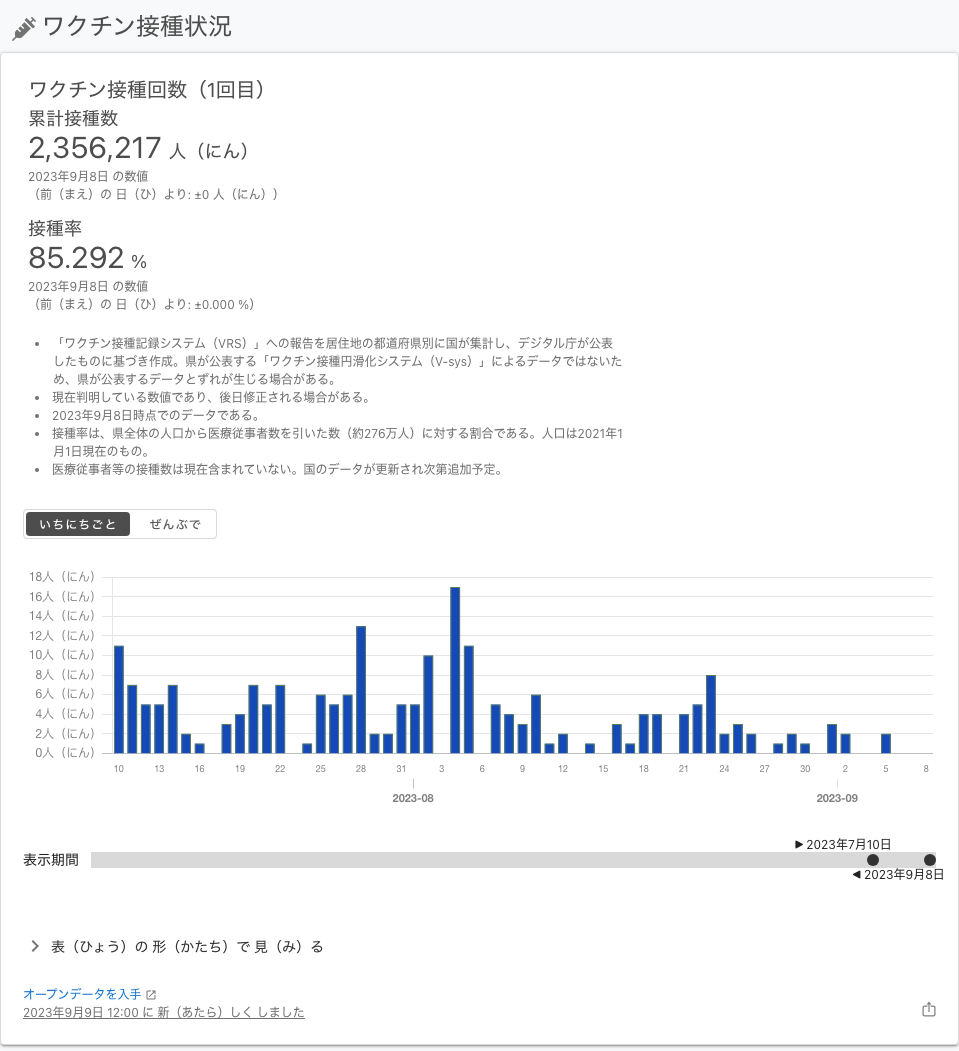 ワクチン接種状況
ワクチン接種回数（1回目）
累計接種数
2,356,217 人（にん）
2023年9月8日 の数値
（前（まえ）の 日（ひ）より: ±0 人（にん））
接種率
85.292 %
2023年9月8日 の数値
（前（まえ）の 日（ひ）より: ±0.000 %）
• 「ワクチン接種記録システム（VRS）」への報告を居住地の都道府県別に国が集計し、デジタル庁が公表
したものに基づき作成。県が公表する「ワクチン接種円滑化システム（V-sys）」によるデータではないた
め、県が公表するデータとずれが生じる場合がある。
• 現在判明している数値であり、後日修正される場合がある。
• 2023年9月8日時点でのデータである。
• 接種率は、県全体の人口から医療従事者数を引いた数（約276万人）に対する割合である。人口は2021年1
月1日現在のもの。
• 医療従事者等の接種数は現在含まれていない。国のデータが更新され次第追加予定。
いちにちごと ぜんぶで
18人（にん）
16人（にん）
14人（にん）
12人（にん）
10人（にん）
8人（にん）
6人（にん）
4人（にん）
2人（にん）
0人（にん）
10 13 16 19 22 25 28 31 3 6 9 12 15 18 21 24 27 30 2 5 8
2023-08 2023-09
▶ 2023年7月10日
表示期間
◀ 2023年9月8日
表（ひょう）の 形（かたち）で 見（み）る
オープンデータを入手
2023年9月9日 12:00 に 新（あたら）しく しました